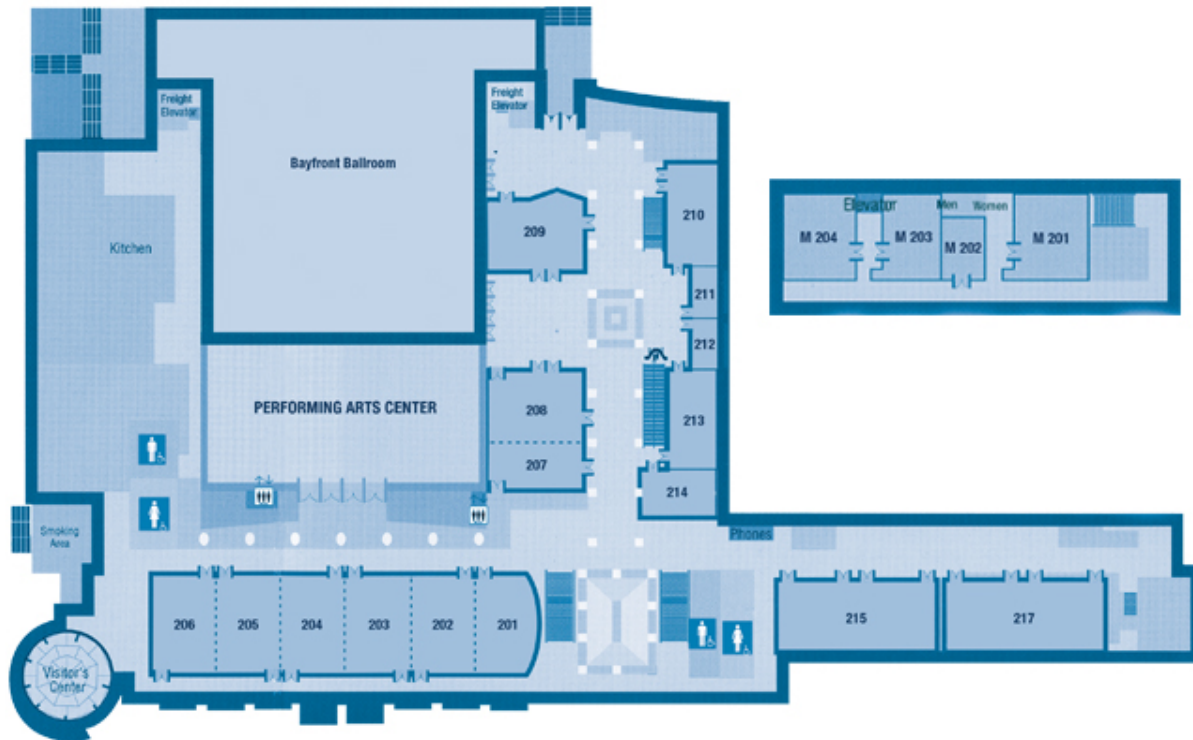 Freight
Elevator
Freight
Elevator
Bayfront Ballroom
Kitchen
209
210
211
212
PERFORMING ARTS CENTER
208
207
213
214
Smoking
Area
Phones
206
205
204
203
202
201
215
217
Visitor's
Center
Elevator
Men
Women
M 204
M 203
M 202
M 201